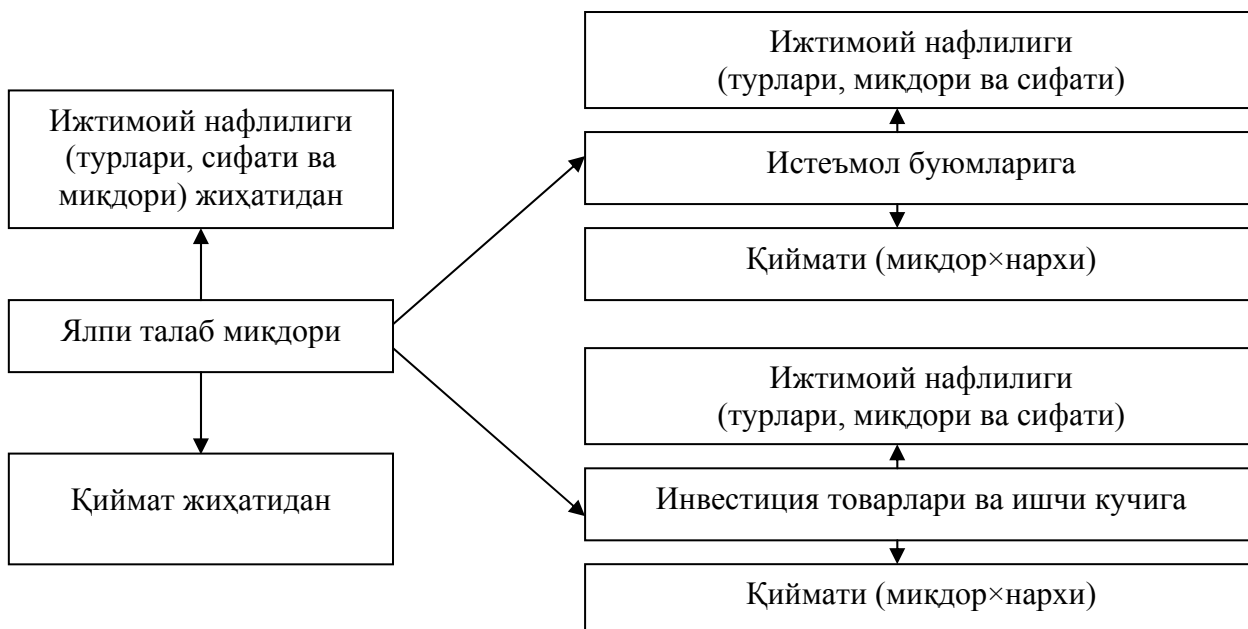 Ижтимоий нафлилиги
(турлари, сифати ва
миқдори) жиҳатидан
Ялпи талаб миқдори
Қиймат жиҳатидан
Ижтимоий нафлилиги
(турлари, миқдори ва сифати)
Истеъмол буюмларига
Қиймати (миқдор×нархи)
Ижтимоий нафлилиги
(турлари, миқдори ва сифати)
Инвестиция товарлари ва ишчи кучига
Қиймати (миқдор×нархи)